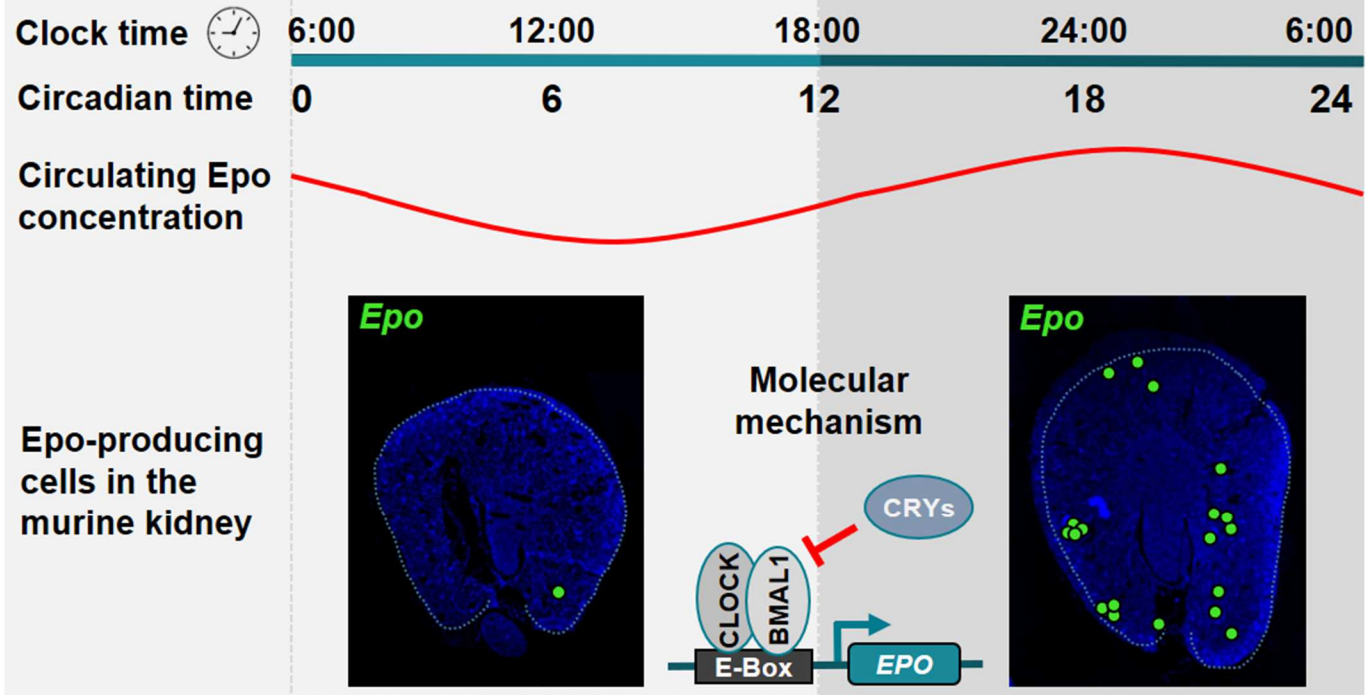 Clock time 6:00 12:00 18:00 24:00 6:00
Circadian time 0 6 12 18 24
Circulating Epo
concentration
Epo
Epo
Molecular
mechanism
Epo-producing
cells in the
murine kidney
CRYs
CLOCK
BMAL1
E-Box
EPO